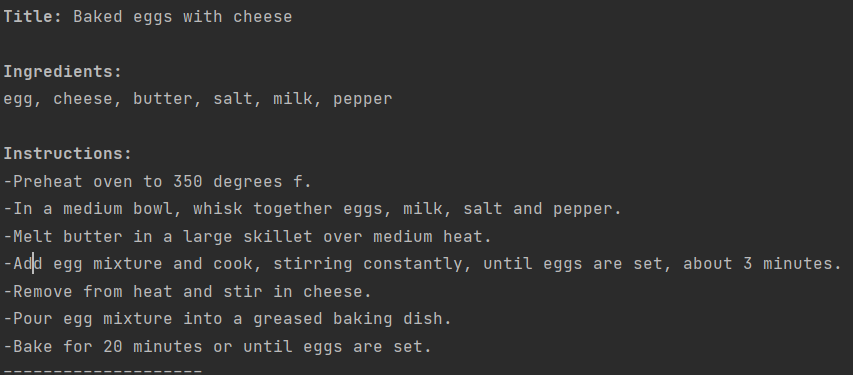 Title: Baked eggs with cheese
Ingredients:
egg, cheese, butter, salt, milk, pepper
Instructions:
-Preheat oven to 350 degrees f.
-In a medium bowl, whisk together eggs, milk, salt and pepper.
-Melt butter in a large skillet over medium heat.
-Add egg mixture and cook, stirring constantly, until eggs are set, about 3 minutes.
-Remove from heat and stir in cheese.
-Pour egg mixture into a greased baking dish.
-Bake for 20 minutes or until eggs are set.
--------------------